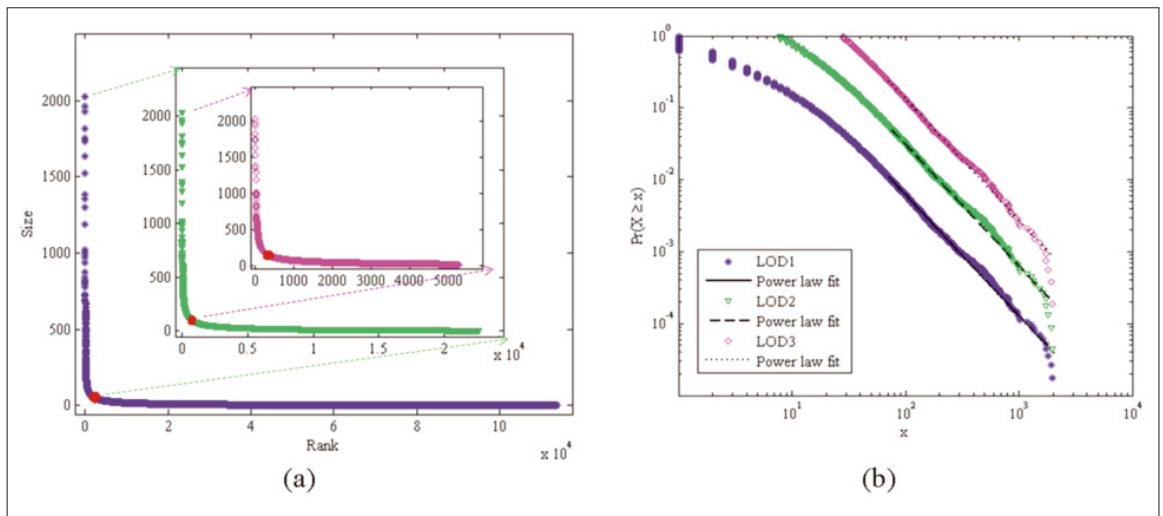 2000
1500
1000
500
0
Size
0
2
4
6
8
10
x 10^4
Rank
2000
1500
1000
500
0
0
0.5
1
1.5
2
x 10^4
2000
1500
1000
500
0
0
1000
2000
3000
4000
5000
(a)
10^0
10^-1
10^-2
10^-3
10^-4
Pr(X ≥ x)
10^1
10^2
10^3
10^4
x
LOD1
Power law fit
LOD2
Power law fit
LOD3
Power law fit
(b)